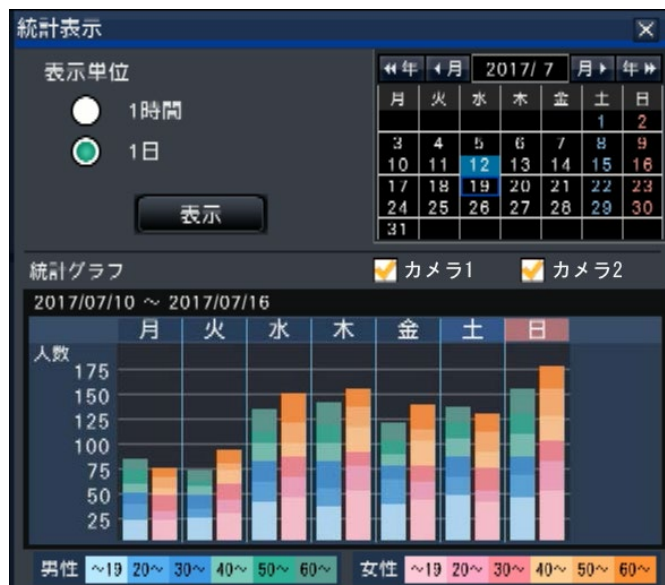 統計表示
表示単位
1時間
1日
表示
年 月 2017/ 7 月 年
月 火 水 木 金 土 日
1 2
3 4 5 6 7 8 9
10 11 12 13 14 15 16
17 18 19 20 21 22 23
24 25 26 27 28 29 30
31
統計グラフ カメラ1 カメラ2
2017/07/10 ～ 2017/07/16
月 火 水 木 金 土 日
人数
175
150
125
100
75
50
25
男性 ～19 20～ 30～ 40～ 50～ 60～ 女性 ～19 20～ 30～ 40～ 50～ 60～